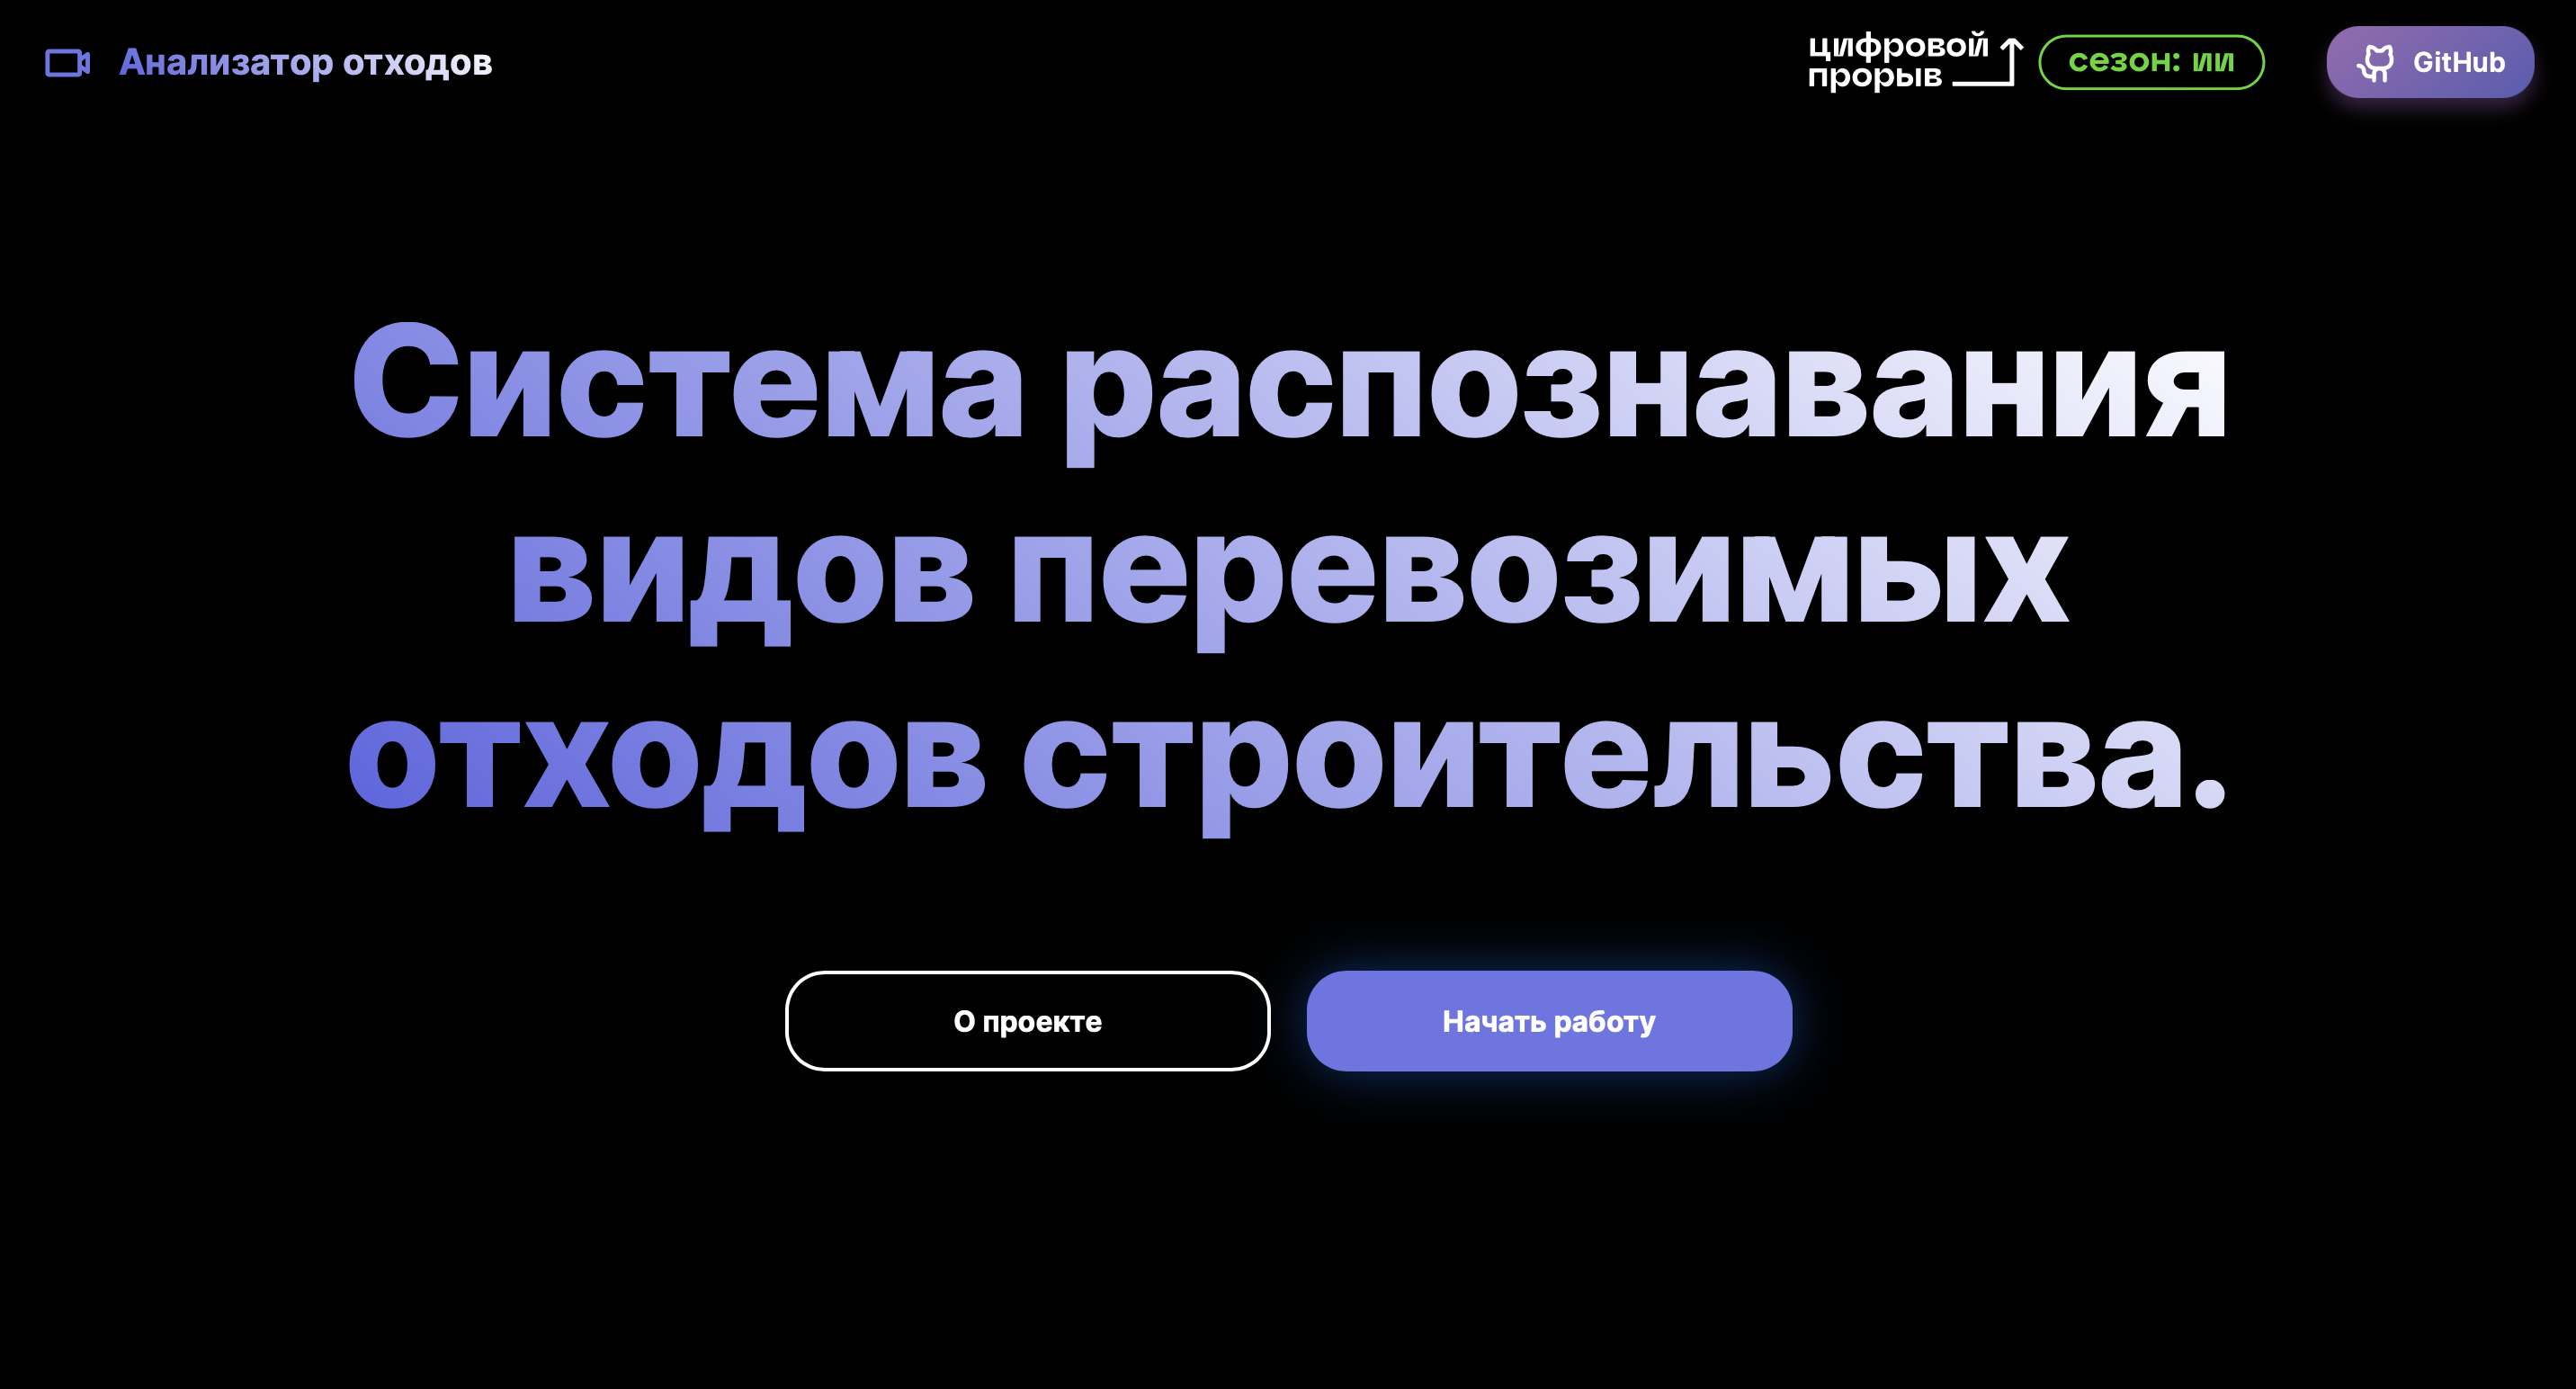 Анализатор отходов
цифровой
прорыв
сезон: ии
GitHub
Система распознавания
видов перевозимых
отходов строительства.
О проекте
Начать работу